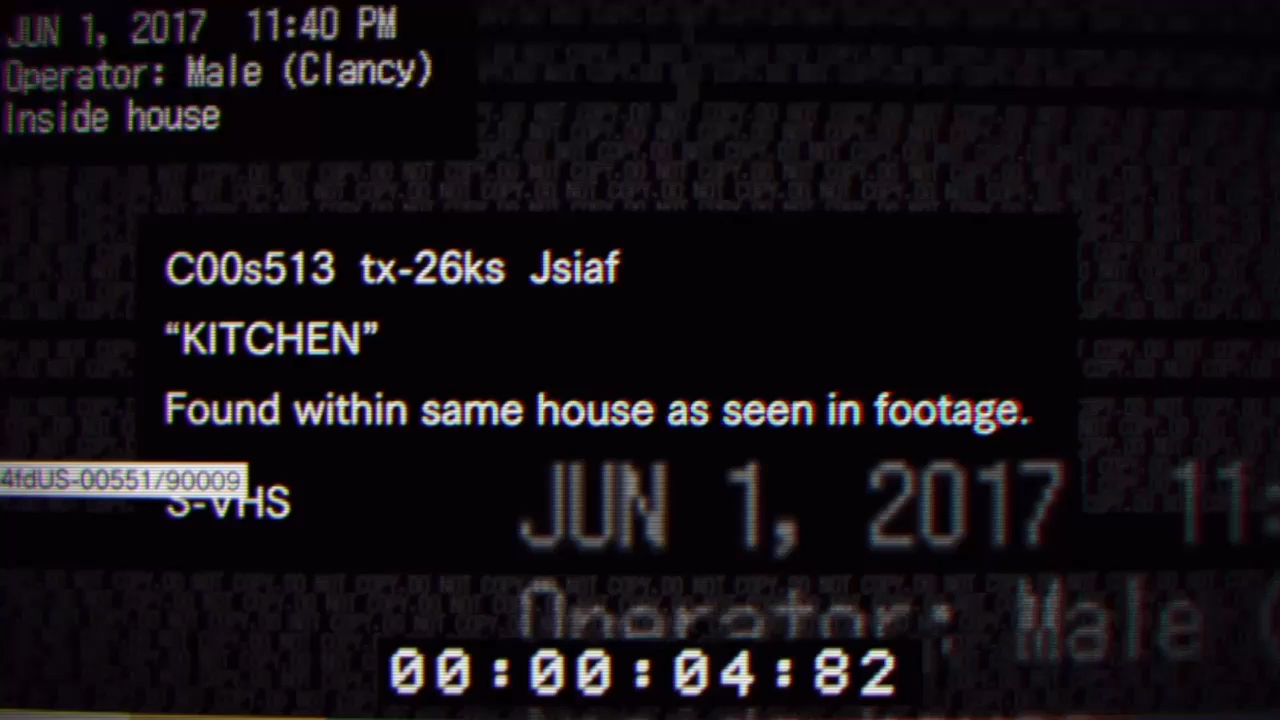 JUN 1, 2017 11:40 PM
Operator: Male (Clancy)
Inside house
C00s513 tx-26ks Jsiaf
“KITCHEN”
Found within same house as seen in footage.
4fdUS-00551/90009
S-VHS
JUN 1, 2017 11:
Operator: Male
00:00:04:82